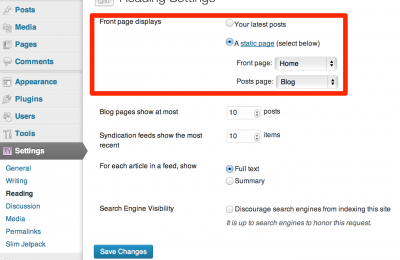 Posts
Media
Pages
Comments
Appearance
Plugins
Users
Tools
Settings
General
Writing
Reading
Discussion
Media
Permalinks
Slim Jetpack
Reading Settings
Front page displays
Your latest posts
A static page (select below)
Front page: Home
Posts page: Blog
Blog pages show at most 10 posts
Syndication feeds show the most
recent
10 items
For each article in a feed, show
Full text
Summary
Search Engine Visibility
Discourage search engines from indexing this site
It is up to search engines to honor this request.
Save Changes